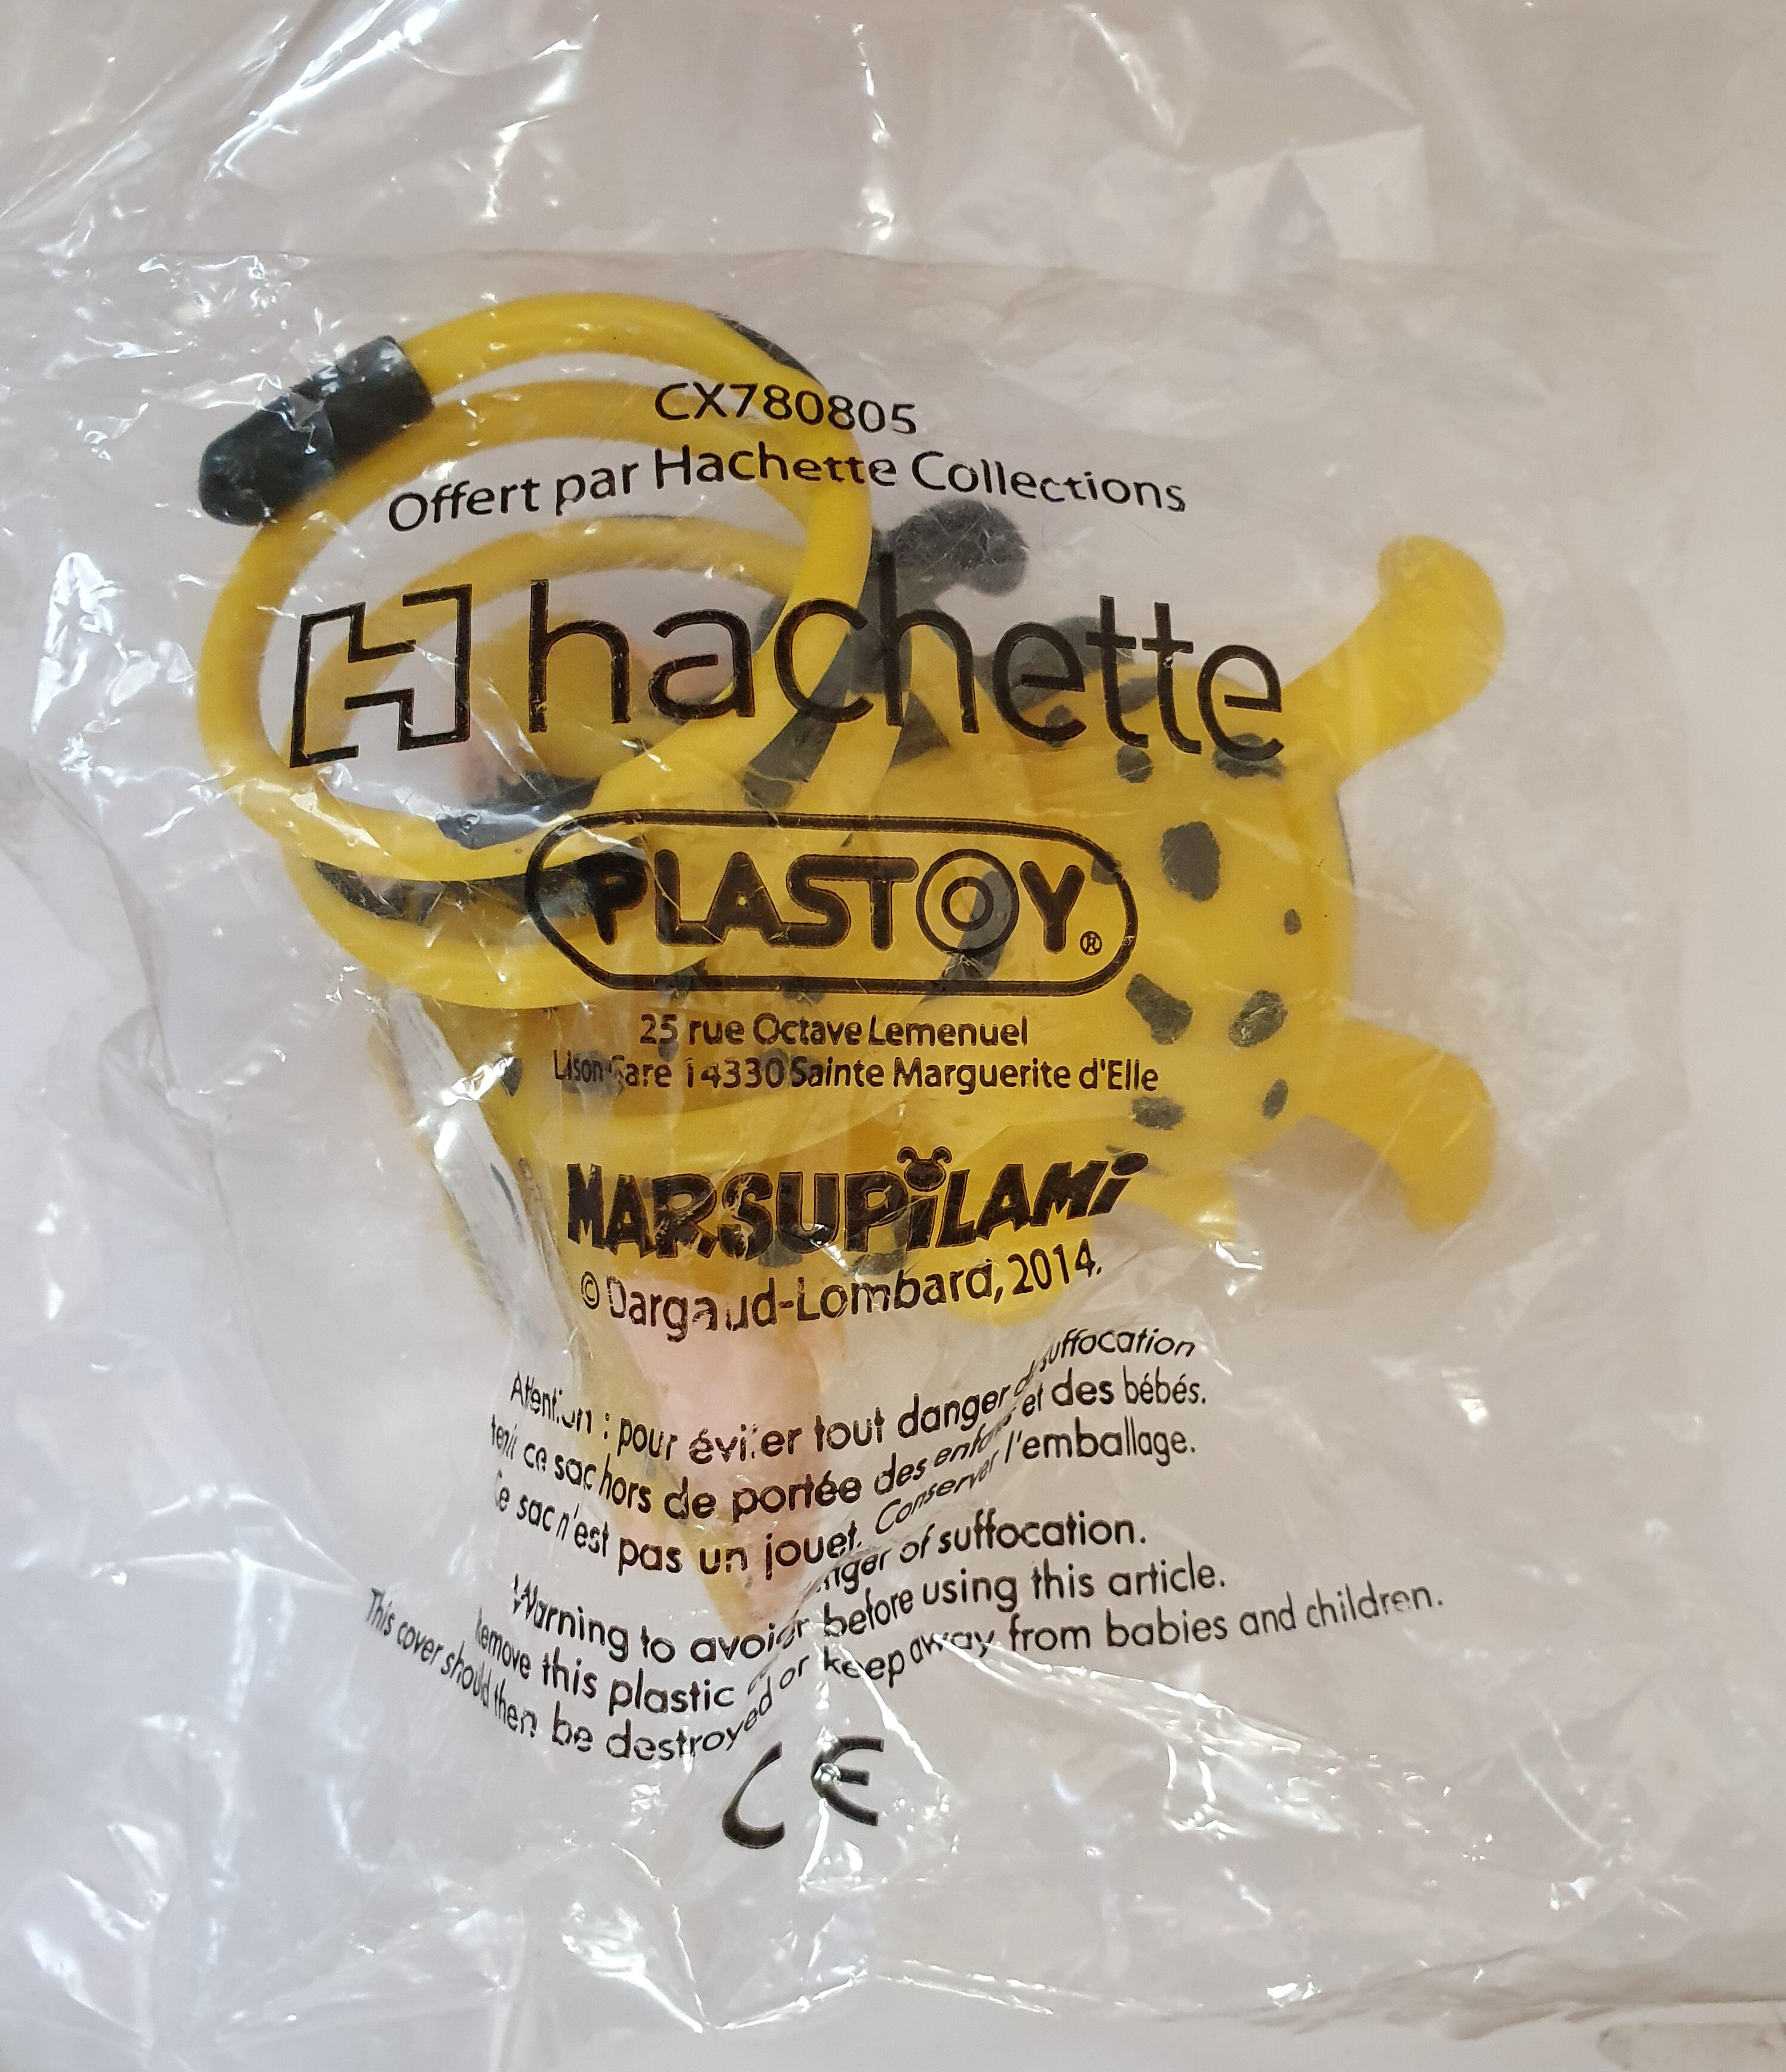 CX780805
Offert par Hachette Collections
H hachette
PLASTOY®
25 rue Octave Lemenuel
Lison Gare 14330 Sainte Marguerite d'Elle
MARSUPiLAMi
© Dargaud-Lombard, 2014.
Attention : pour éviter tout danger de suffocation
tenir ce sac hors de portée des enfants et des bébés.
Ce sac n'est pas un jouet. Conserver l'emballage.
Warning to avoid danger of suffocation.
Remove this plastic before using this article.
This cover should then be destroyed or keep away from babies and children.
CE